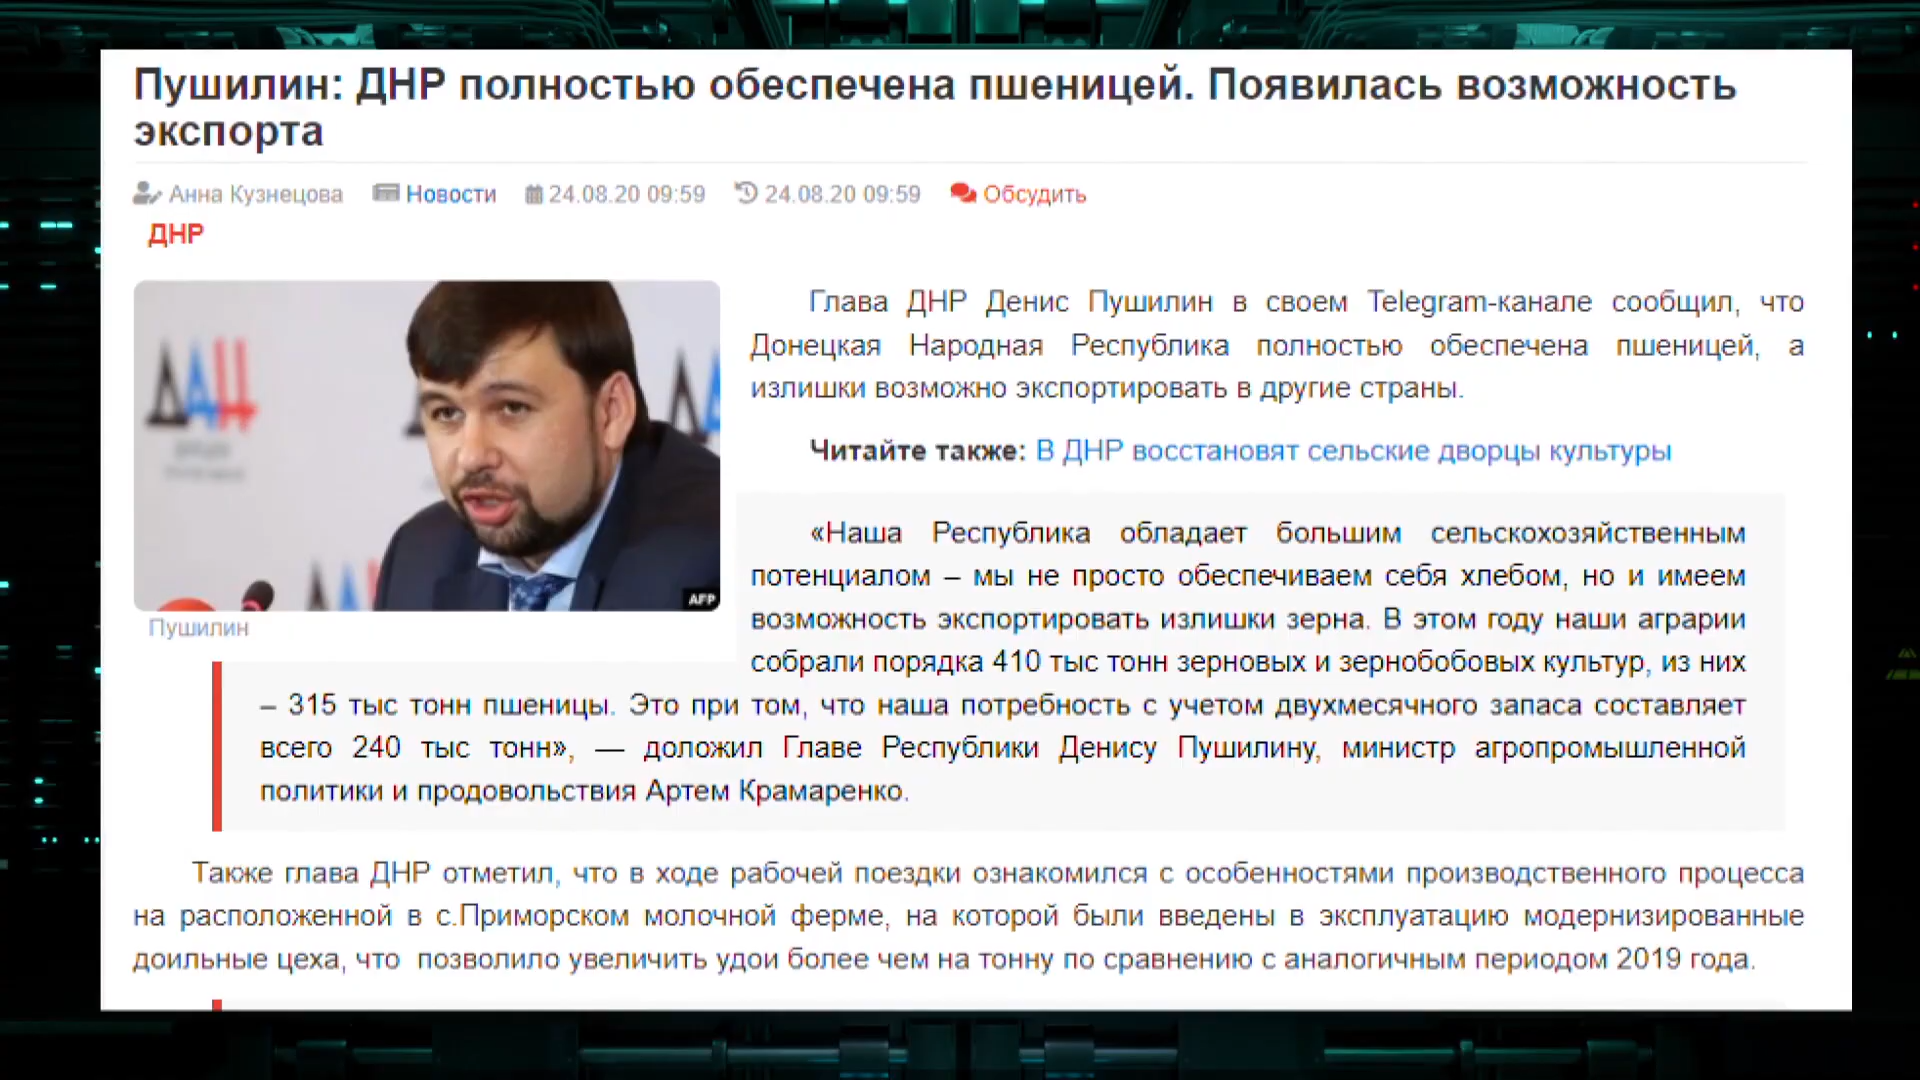 Пушилин: ДНР полностью обеспечена пшеницей. Появилась возможность
экспорта
Анна Кузнецова Новости 24.08.20 09:59 24.08.20 09:59 Обсудить
ДНР
ДАЦ
AFP
Пушилин
Глава ДНР Денис Пушилин в своем Telegram-канале сообщил, что
Донецкая Народная Республика полностью обеспечена пшеницей, а
излишки возможно экспортировать в другие страны.
Читайте также: В ДНР восстановят сельские дворцы культуры
«Наша Республика обладает большим сельскохозяйственным
потенциалом – мы не просто обеспечиваем себя хлебом, но и имеем
возможность экспортировать излишки зерна. В этом году наши аграрии
собрали порядка 410 тыс тонн зерновых и зернобобовых культур, из них
– 315 тыс тонн пшеницы. Это при том, что наша потребность с учетом двухмесячного запаса составляет
всего 240 тыс тонн», — доложил Главе Республики Денису Пушилину, министр агропромышленной
политики и продовольствия Артем Крамаренко.
Также глава ДНР отметил, что в ходе рабочей поездки ознакомился с особенностями производственного процесса
на расположенной в с.Приморском молочной ферме, на которой были введены в эксплуатацию модернизированные
доильные цеха, что позволило увеличить удои более чем на тонну по сравнению с аналогичным периодом 2019 года.